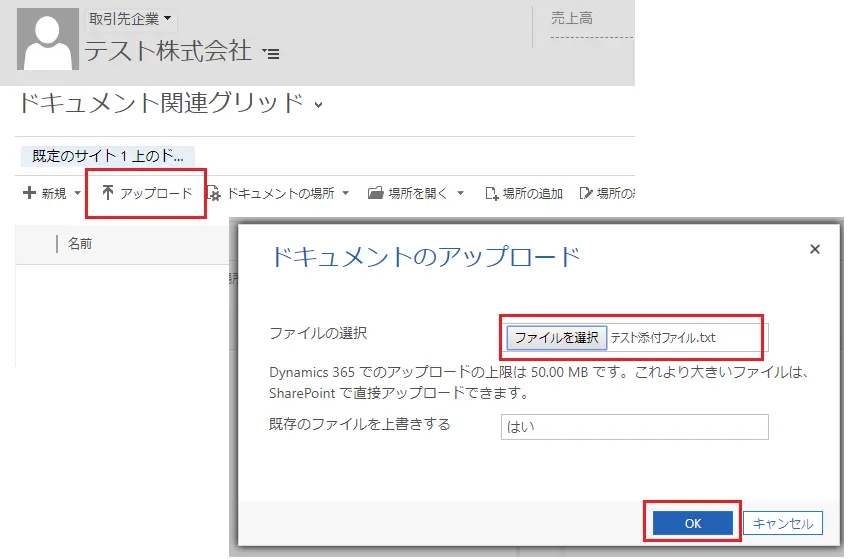 取引先企業
売上高
テスト株式会社
ドキュメント関連グリッド
既定のサイト 1 上のド...
新規 アップロード ドキュメントの場所 場所を開く 場所の追加 場所の
名前
ドキュメントのアップロード
ファイルの選択 ファイルを選択 テスト添付ファイル.txt
Dynamics 365 でのアップロードの上限は 50.00 MB です。これより大きいファイルは、
SharePoint で直接アップロードできます。
既存のファイルを上書きする はい
OK キャンセル